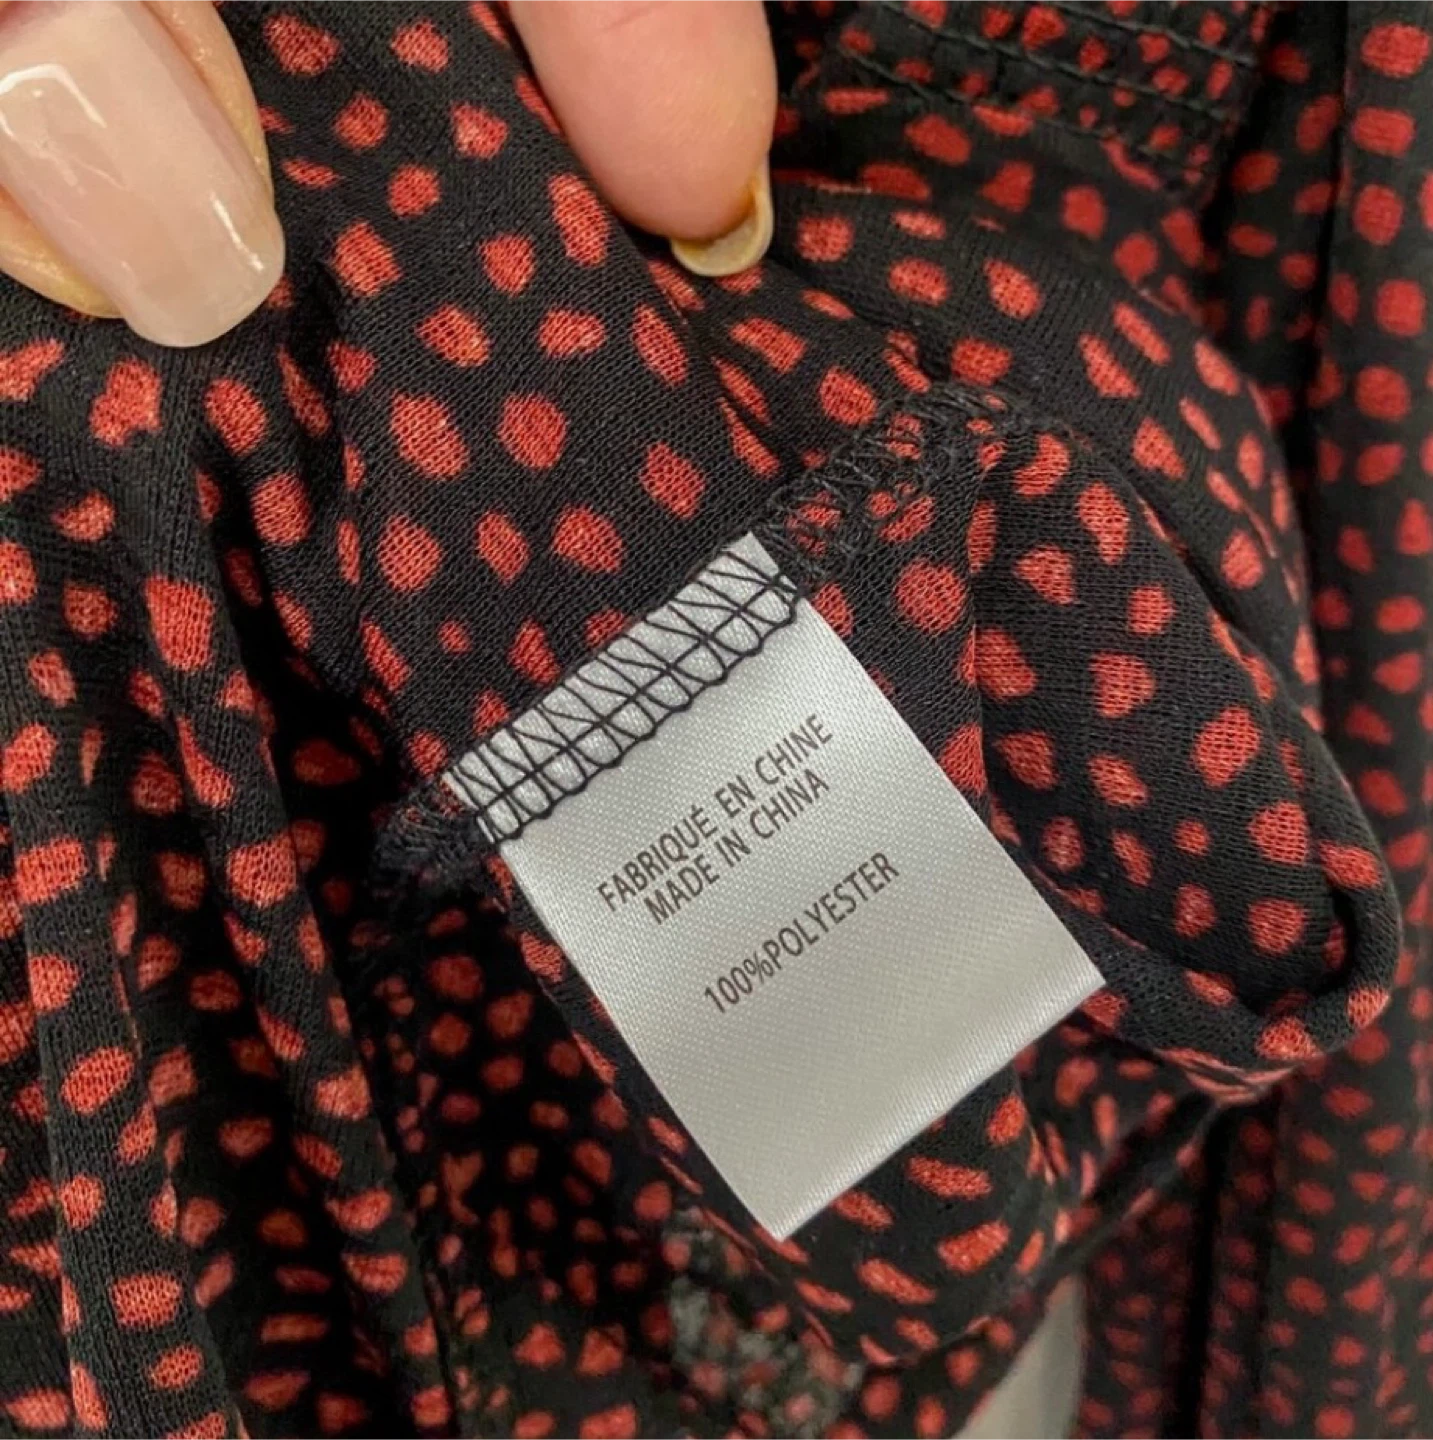 FABRIQUÉ EN CHINE
MADE IN CHINA
100%POLYESTER